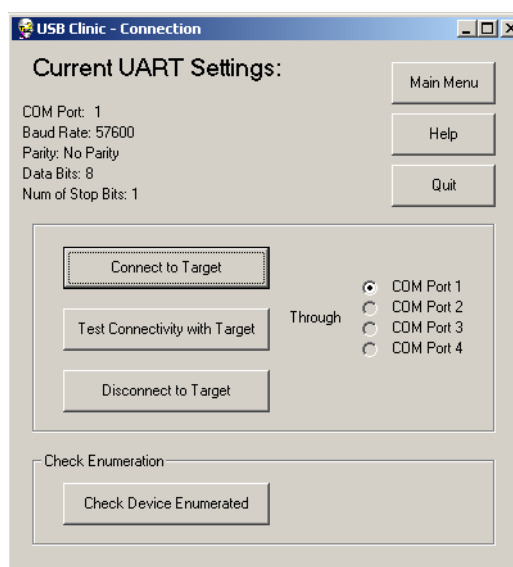 USB Clinic - Connection
Current UART Settings:
COM Port: 1
Baud Rate: 57600
Parity: No Parity
Data Bits: 8
Num of Stop Bits: 1
Main Menu
Help
Quit
Connect to Target
Test Connectivity with Target
Disconnect to Target
Through
COM Port 1
COM Port 2
COM Port 3
COM Port 4
Check Enumeration
Check Device Enumerated